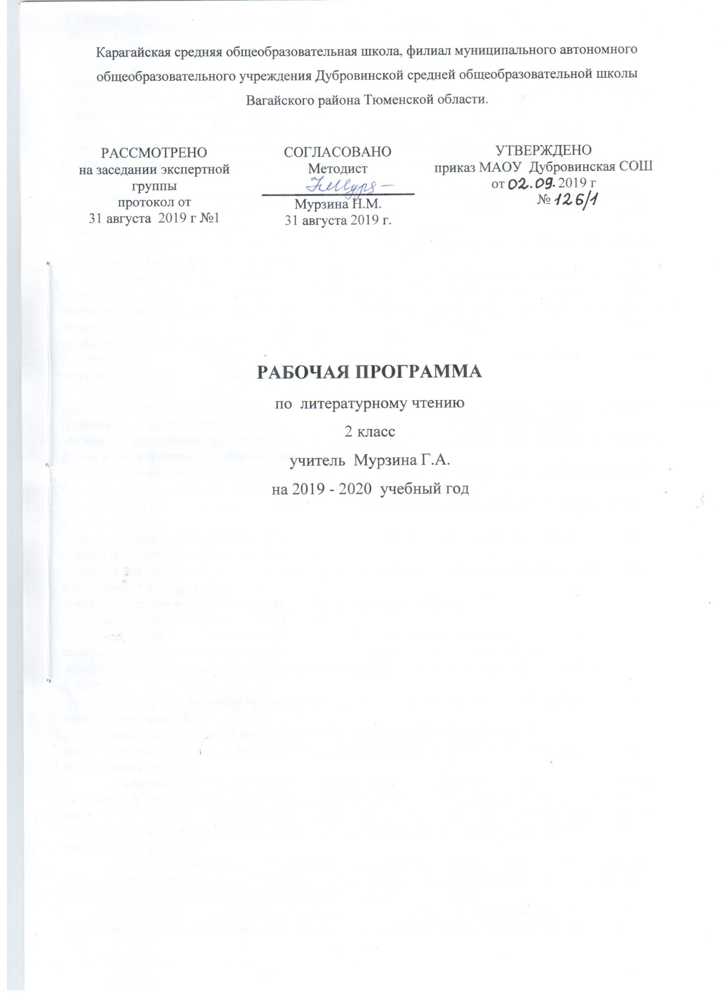 Карагайская средняя общеобразовательная школа, филиал муниципального автономного
общеобразовательного учреждения Дубровинской средней общеобразовательной школы
Вагайского района Тюменской области.
РАССМОТРЕНО
на заседании экспертной
группы
протокол от
31 августа 2019 г №1
СОГЛАСОВАНО
Методист
Мурзина Н.М.
31 августа 2019 г.
УТВЕРЖДЕНО
приказ МАОУ Дубровинская СОШ
от 02.09. 2019 г
№ 126/1
РАБОЧАЯ ПРОГРАММА
по литературному чтению
2 класс
учитель Мурзина Г.А.
на 2019 - 2020 учебный год